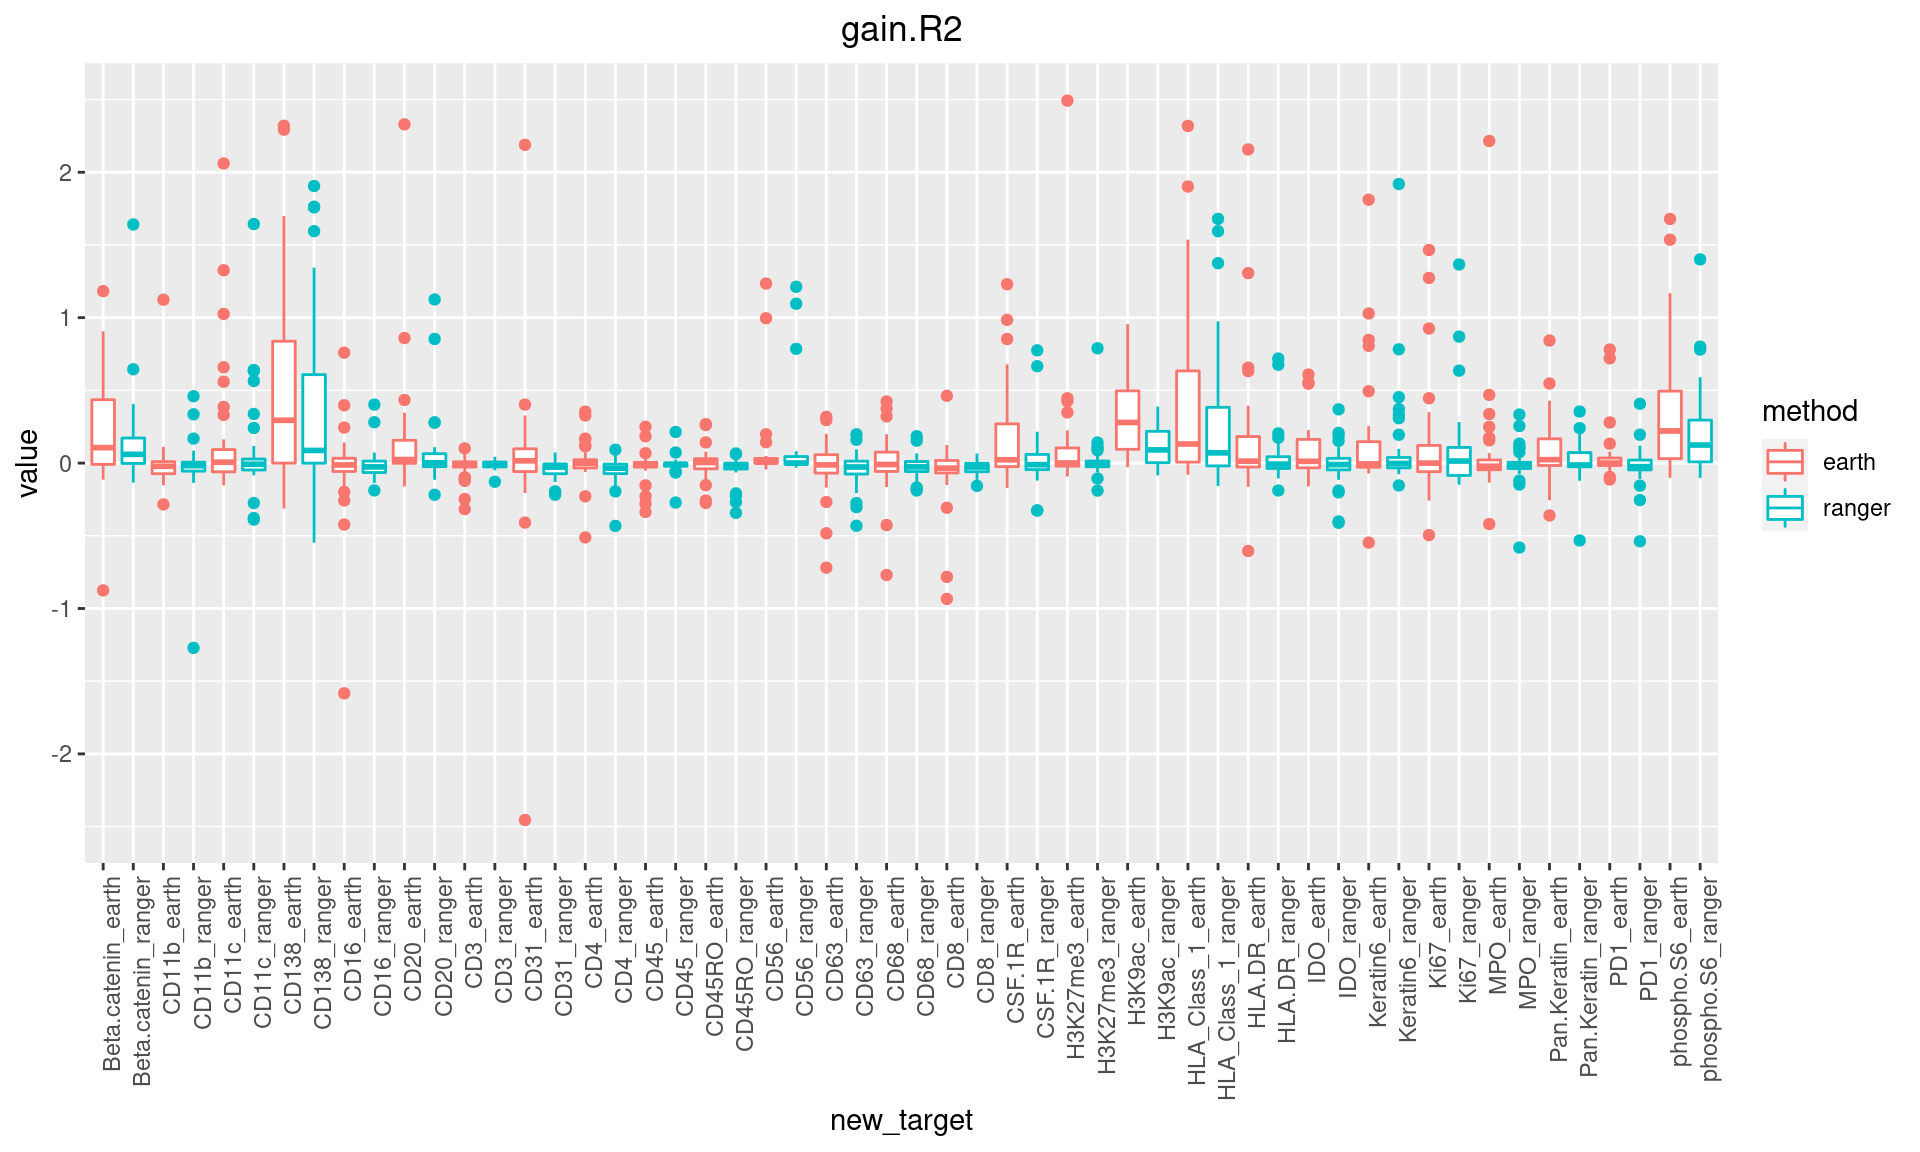 gain.R2
value
2
1
0
-1
-2
Beta.catenin_earth
Beta.catenin_ranger
CD11b_earth
CD11b_ranger
CD11c_earth
CD11c_ranger
CD138_earth
CD138_ranger
CD16_earth
CD16_ranger
CD20_earth
CD20_ranger
CD3_earth
CD3_ranger
CD31_earth
CD31_ranger
CD4_earth
CD4_ranger
CD45_earth
CD45_ranger
CD45RO_earth
CD45RO_ranger
CD56_earth
CD56_ranger
CD63_earth
CD63_ranger
CD68_earth
CD68_ranger
CD8_earth
CD8_ranger
CSF.1R_earth
CSF.1R_ranger
H3K27me3_earth
H3K27me3_ranger
H3K9ac_earth
H3K9ac_ranger
HLA_Class_1_earth
HLA_Class_1_ranger
HLA.DR_earth
HLA.DR_ranger
IDO_earth
IDO_ranger
Keratin6_earth
Keratin6_ranger
Ki67_earth
Ki67_ranger
MPO_earth
MPO_ranger
Pan.Keratin_earth
Pan.Keratin_ranger
PD1_earth
PD1_ranger
phospho.S6_earth
phospho.S6_ranger
new_target
method
earth
ranger